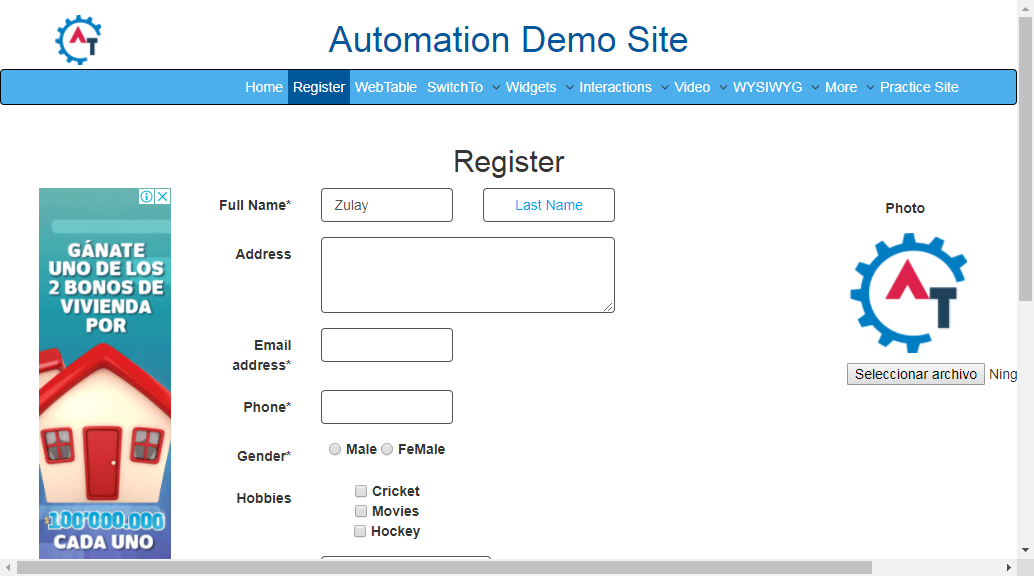 AT
Automation Demo Site
Home Register WebTable SwitchTo Widgets Interactions Video WYSIWYG More Practice Site
Register
GÁNATE
UNO DE LOS
2 BONOS DE
VIVIENDA
POR
$100'000.000
CADA UNO
Full Name* Zulay Last Name
Address
Email
address*
Phone*
Gender* Male FeMale
Hobbies Cricket
Movies
Hockey
Photo
AT
Seleccionar archivo Ning